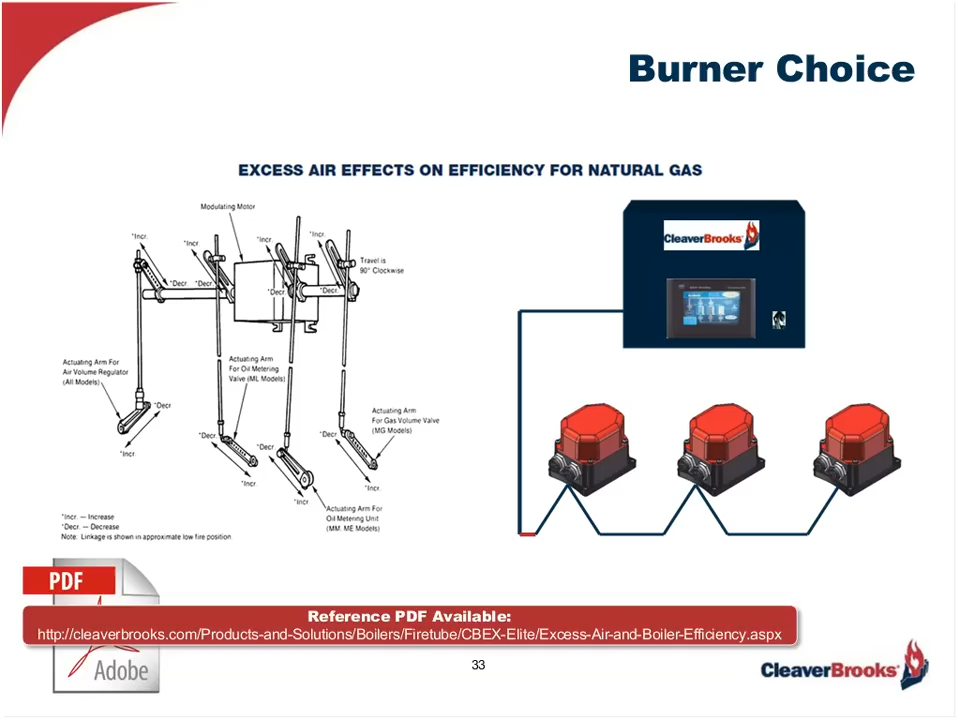 Burner Choice
EXCESS AIR EFFECTS ON EFFICIENCY FOR NATURAL GAS
Modulating Motor
*Incr.
*Incr
*Incr.
*Incr.
Travel is
90° Clockwise
*Decr.
*Decr.
*Decr
*Decr.
CleaverBrooks
Actuating Arm For
Air Volume Regulator
(All Models)
Actuating Arm
For Oil Metering
Valve (ML Models)
*Decr
*Incr.
Actuating Arm
For Gas Volume Valve
(MG Models)
*Decr.
*Decr.
*Decr.
*Incr.
*Incr
*Incr.
Actuating Arm For
Oil Metering Unit
(MM, ME Models)
*Incr. — Increase
*Decr. — Decrease
Note: Linkage is shown in approximate low fire position.
PDF
Reference PDF Available:
http://cleaverbrooks.com/Products-and-Solutions/Boilers/Firetube/CBEX-Elite/Excess-Air-and-Boiler-Efficiency.aspx
Adobe
33
CleaverBrooks